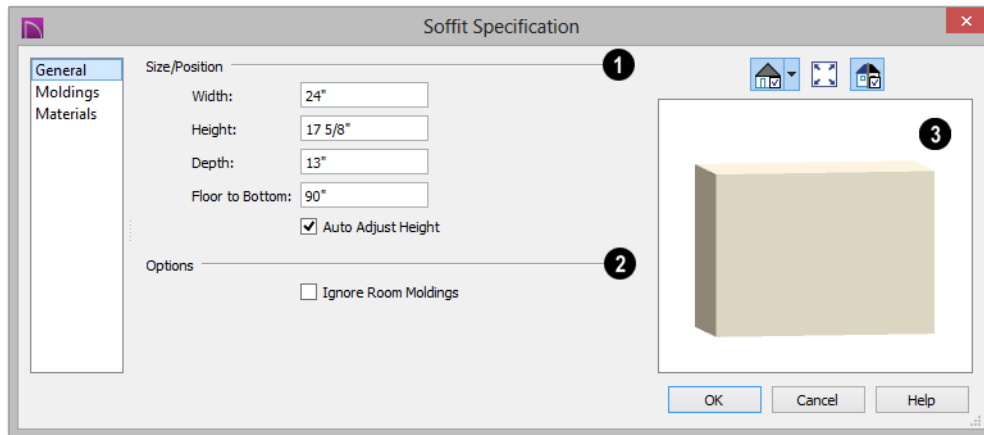 Soffit Specification
General
Moldings
Materials
Size/Position
1
Width: 24"
Height: 17 5/8"
Depth: 13"
Floor to Bottom: 90"
Auto Adjust Height
Options
2
Ignore Room Moldings
3
OK Cancel Help